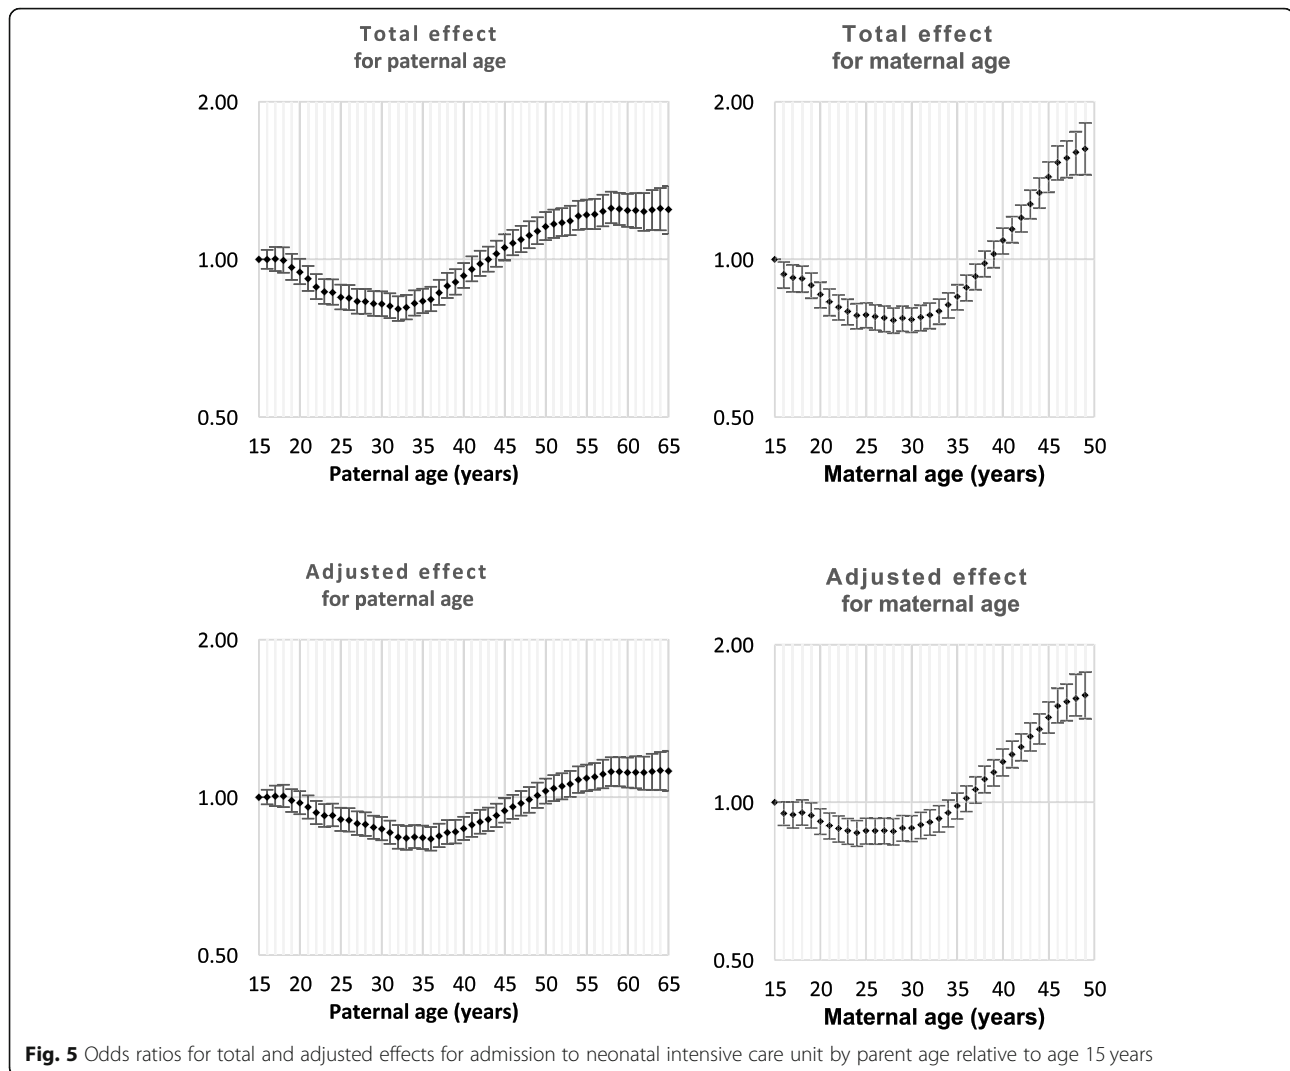 Total effect
for paternal age
2.00
1.00
0.50
15 20 25 30 35 40 45 50 55 60 65
Paternal age (years)
Total effect
for maternal age
2.00
1.00
0.50
15 20 25 30 35 40 45 50
Maternal age (years)
Adjusted effect
for paternal age
2.00
1.00
0.50
15 20 25 30 35 40 45 50 55 60 65
Paternal age (years)
Adjusted effect
for maternal age
2.00
1.00
0.50
15 20 25 30 35 40 45 50
Maternal age (years)
Fig. 5 Odds ratios for total and adjusted effects for admission to neonatal intensive care unit by parent age relative to age 15 years